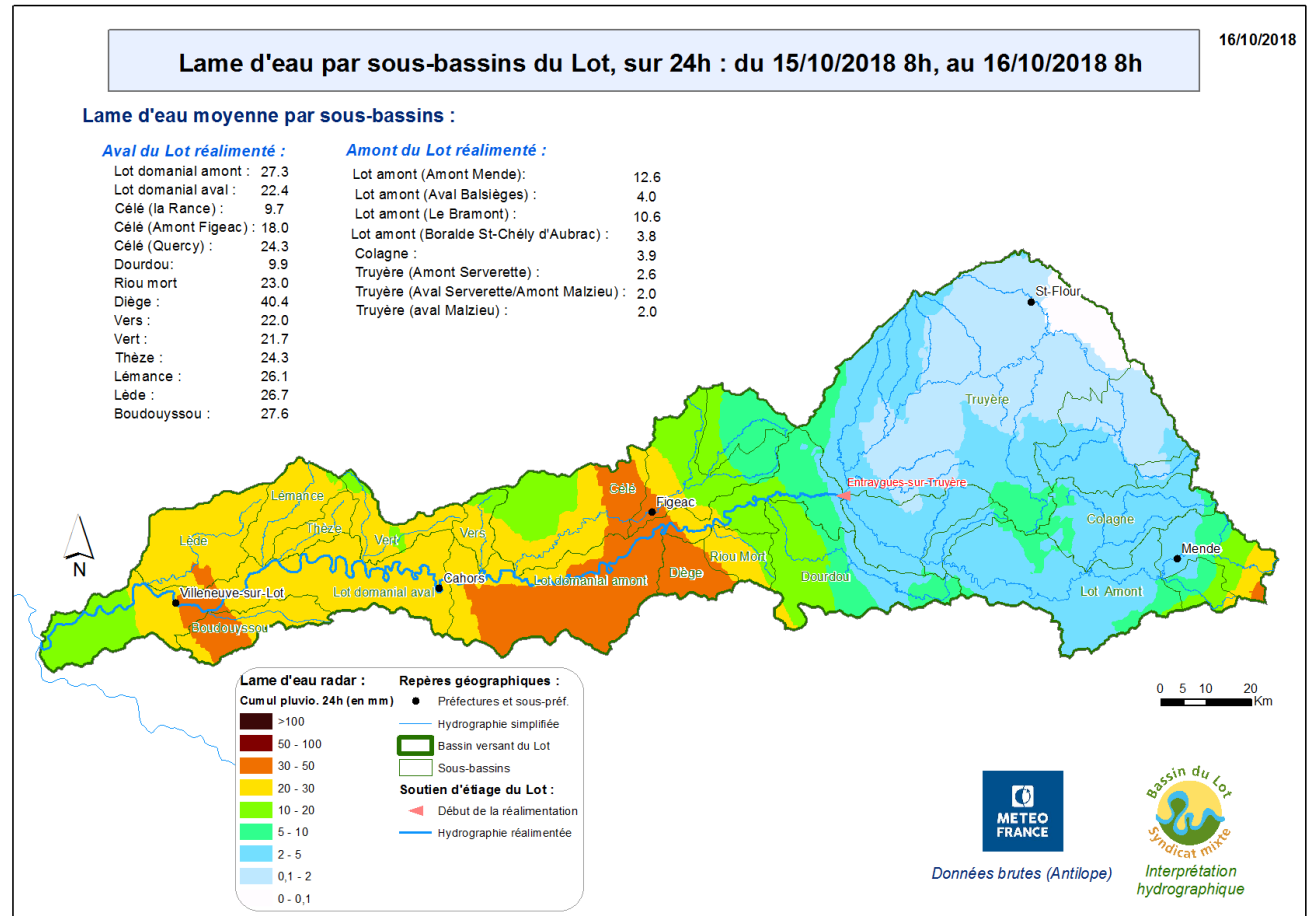 16/10/2018
Lame d'eau par sous-bassins du Lot, sur 24h : du 15/10/2018 8h, au 16/10/2018 8h
Lame d'eau moyenne par sous-bassins :
Aval du Lot réalimenté :
Lot domanial amont : 27.3
Lot domanial aval : 22.4
Célé (la Rance) : 9.7
Célé (Amont Figeac) : 18.0
Célé (Quercy) : 24.3
Dourdou: 9.9
Riou mort 23.0
Diège : 40.4
Vers : 22.0
Vert : 21.7
Thèze : 24.3
Lémance : 26.1
Lède : 26.7
Boudouyssou : 27.6
Amont du Lot réalimenté :
Lot amont (Amont Mende): 12.6
Lot amont (Aval Balsièges) : 4.0
Lot amont (Le Bramont) : 10.6
Lot amont (Boralde St-Chély d'Aubrac) : 3.8
Colagne : 3.9
Truyère (Amont Serverette) : 2.6
Truyère (Aval Serverette/Amont Malzieu) : 2.0
Truyère (aval Malzieu) : 2.0
St-Flour
Truyère
Entraygues-sur-Truyère
Célé
Figeac
Lémance
Colagne
Thèze
Vers
Lède
Vert
Mende
Riou Mort
N
Diège
Dourdou
Cahors
Lot domanial amont
Villeneuve-sur-Lot
Lot domanial aval
Lot Amont
Boudouyssou
Lame d'eau radar :
Cumul pluvio. 24h (en mm)
>100
50 - 100
30 - 50
20 - 30
10 - 20
5 - 10
2 - 5
0,1 - 2
0 - 0,1
Repères géographiques :
Préfectures et sous-préf.
Hydrographie simplifiée
Bassin versant du Lot
Sous-bassins
Soutien d'étiage du Lot :
Début de la réalimentation
Hydrographie réalimentée
0 5 10 20
Km
METEO
FRANCE
Données brutes (Antilope)
Bassin du Lot
Syndicat mixte
Interprétation
hydrographique